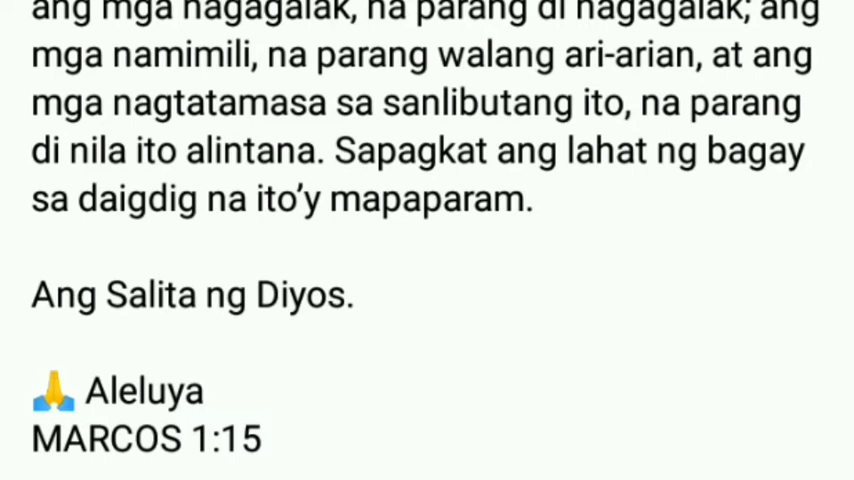 ang mga nagagalak, na parang di nagagalak; ang
mga namimili, na parang walang ari-arian, at ang
mga nagtatamasa sa sanlibutang ito, na parang
di nila ito alintana. Sapagkat ang lahat ng bagay
sa daigdig na ito’y mapaparam.
Ang Salita ng Diyos.
🙏 Aleluya
MARCOS 1:15